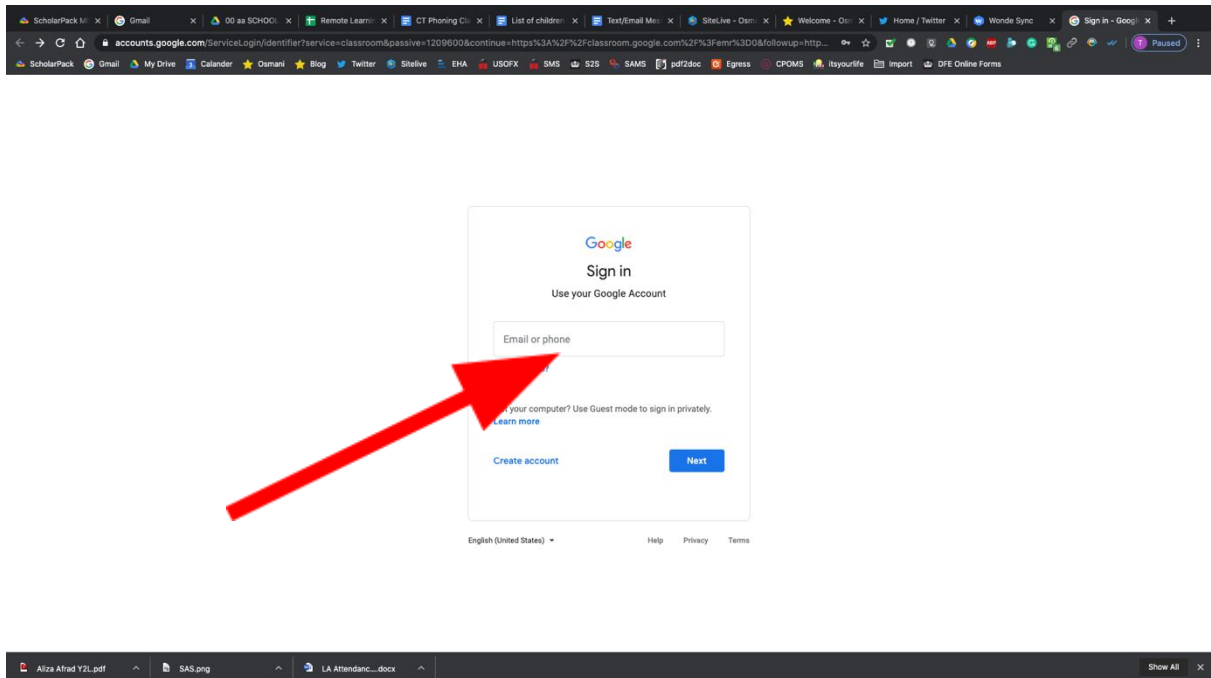 ScholarPack Mi
Gmail
00 aa SCHOOL
Remote Learnin
CT Phoning Cla
List of children
Text/Email Mess
SiteLive - Osma
Welcome - Osm
Home / Twitter
Wonde Sync
Sign in - Google
accounts.google.com/ServiceLogin/identifier?service=classroom&passive=1209600&continue=https%3A%2F%2Fclassroom.google.com%2F%3Femr%3D0&followup=http...
Paused
ScholarPack
Gmail
My Drive
Calander
Osmani
Blog
Twitter
Sitelive
EHA
USOFX
SMS
S2S
SAMS
pdf2doc
Egress
CPOMS
itsyourlife
Import
DFE Online Forms
Google
Sign in
Use your Google Account
Email or phone
your computer? Use Guest mode to sign in privately.
Learn more
Create account
Next
English (United States)
Help
Privacy
Terms
Aliza Afrad Y2L.pdf
SAS.png
LA Attendanc....docx
Show All